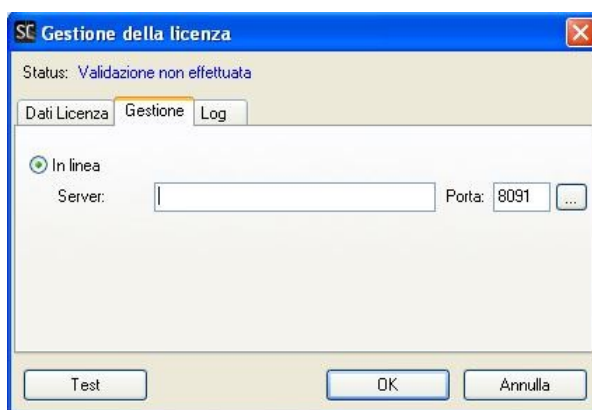 SC Gestione della licenza
Status: Validazione non effettuata
Dati Licenza Gestione Log
In linea
Server: Porta: 8091 ...
Test OK Annulla